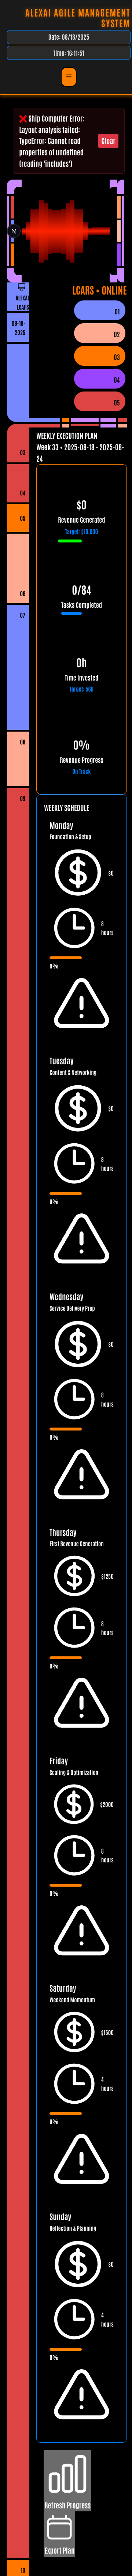 ALEXAI AGILE MANAGEMENT
SYSTEM
Date: 08/18/2025
Time: 16:11:51
Ship Computer Error:
Layout analysis failed:
TypeError: Cannot read
properties of undefined
(reading 'includes')
Clear
N
ALEXAI
LCARS
LCARS • ONLINE
08-18-
2025
01
02
03
04
05
WEEKLY EXECUTION PLAN
Week 33 • 2025-08-18 - 2025-08-
24
03
04
05
06
07
08
09
$0
Revenue Generated
Target: $10,000
0/84
Tasks Completed
0h
Time Invested
Target: 56h
0%
Revenue Progress
On Track
WEEKLY SCHEDULE
Monday
Foundation & Setup
$0
8
hours
0%
Tuesday
Content & Networking
$0
8
hours
0%
Wednesday
Service Delivery Prep
$0
8
hours
0%
Thursday
First Revenue Generation
$1250
8
hours
0%
Friday
Scaling & Optimization
$2000
8
hours
0%
Saturday
Weekend Momentum
$1500
4
hours
0%
Sunday
Reflection & Planning
$0
4
hours
0%
Refresh Progress
Export Plan
10